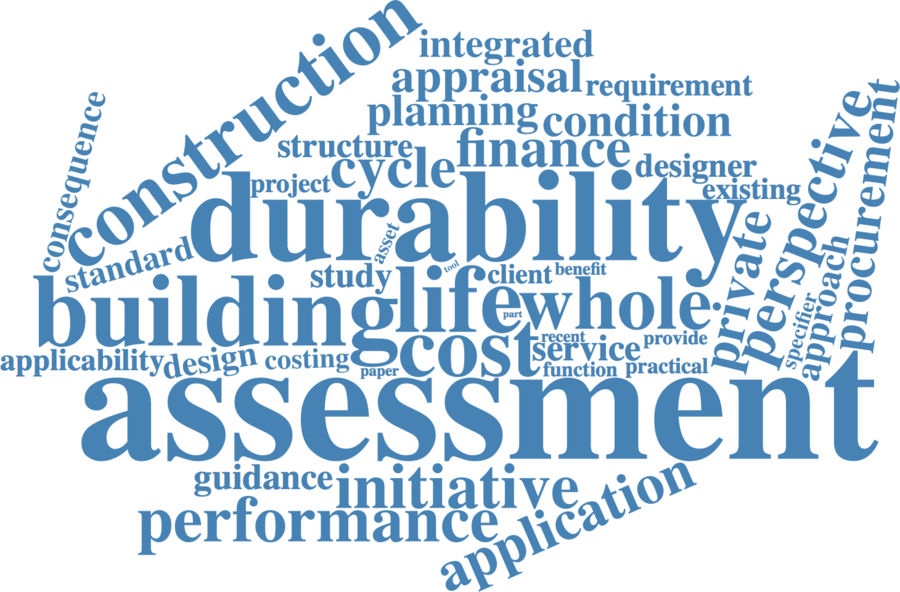 construction
integrated
appraisal
requirement
planning
condition
consequence
structure
finance
cycle
designer
project
existing
durability
perspective
procurement
standard
asset
private
study
tool
client
benefit
building
life
whole
part
approach
specifier
applicability
design
costing
cost
recent
service
provide
paper
function
practical
assessment
guidance
initiative
performance
application